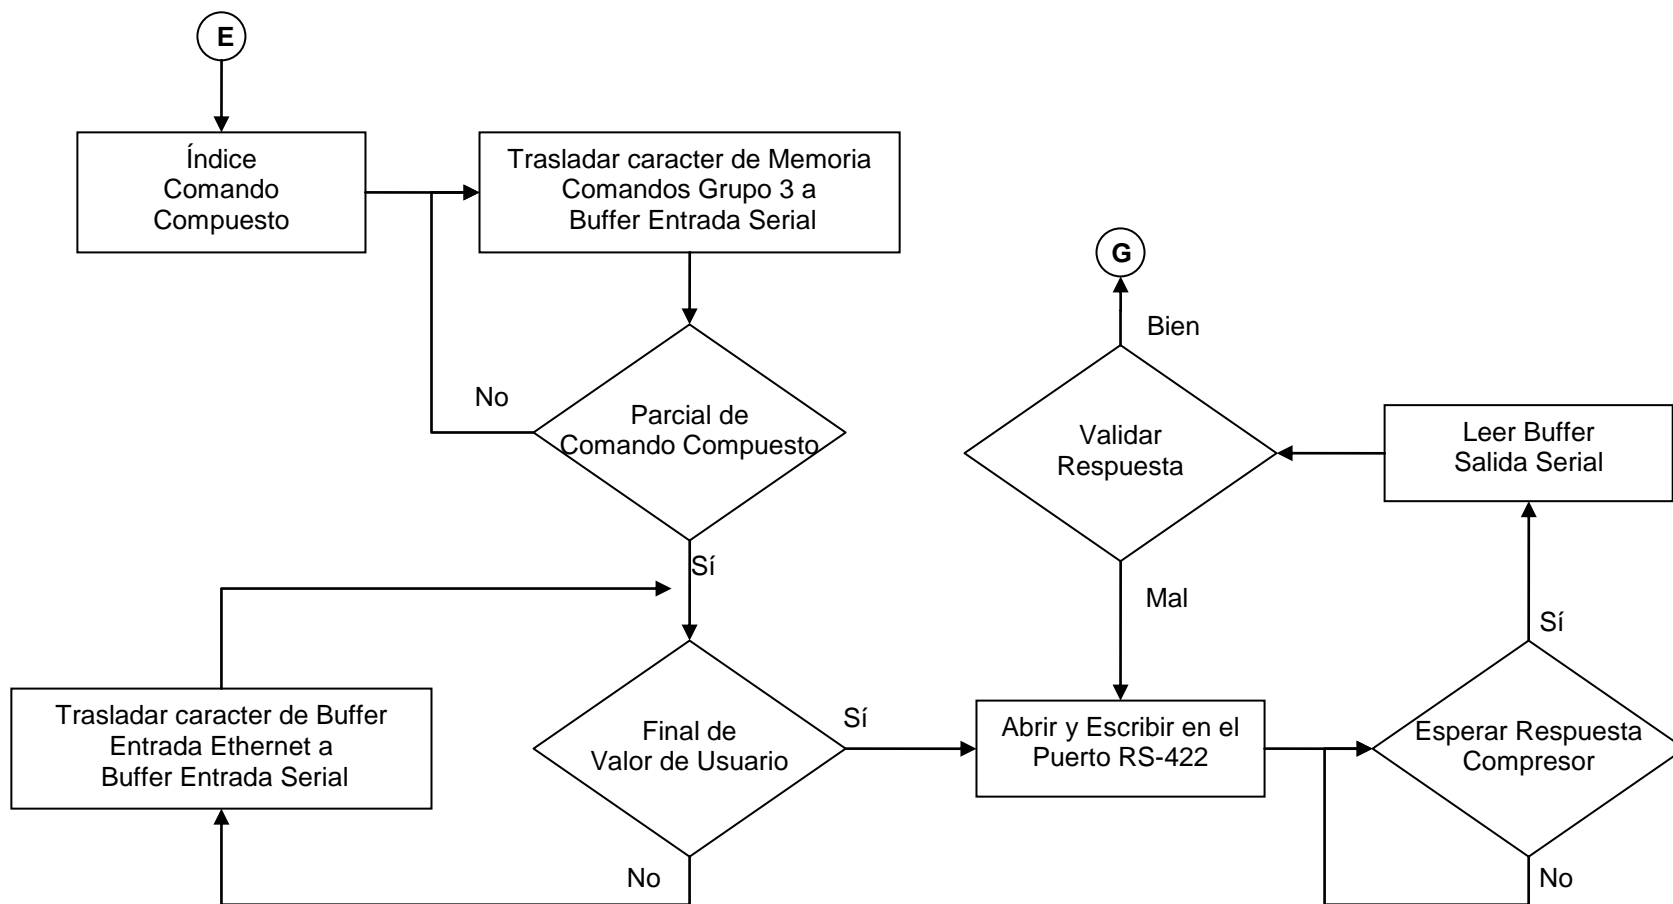 E
Índice
Comando
Compuesto
Trasladar caracter de Memoria
Comandos Grupo 3 a
Buffer Entrada Serial
No
Parcial de
Comando Compuesto
Sí
Trasladar caracter de Buffer
Entrada Ethernet a
Buffer Entrada Serial
Final de
Valor de Usuario
No
Sí
Abrir y Escribir en el
Puerto RS-422
Esperar Respuesta
Compresor
No
Sí
Leer Buffer
Salida Serial
Validar
Respuesta
Mal
Bien
G